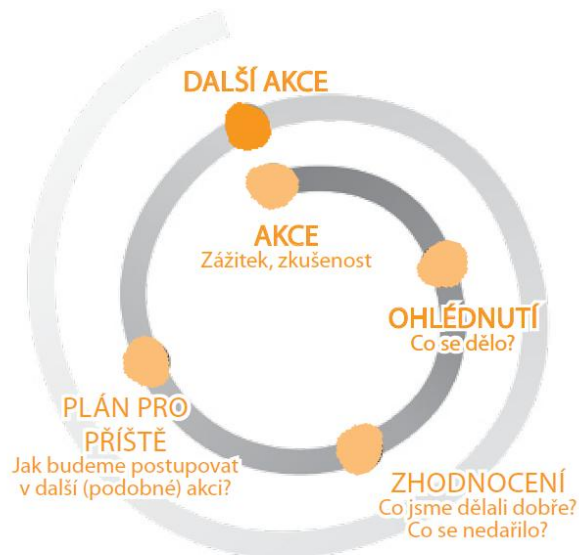 DALŠÍ AKCE
AKCE
Zážitek, zkušenost
OHLÉDNUTÍ
Co se dělo?
ZHODNOCENÍ
Co jsme dělali dobře?
Co se nedařilo?
PLÁN PRO
PŘÍŠTĚ
Jak budeme postupovat
v další (podobné) akci?